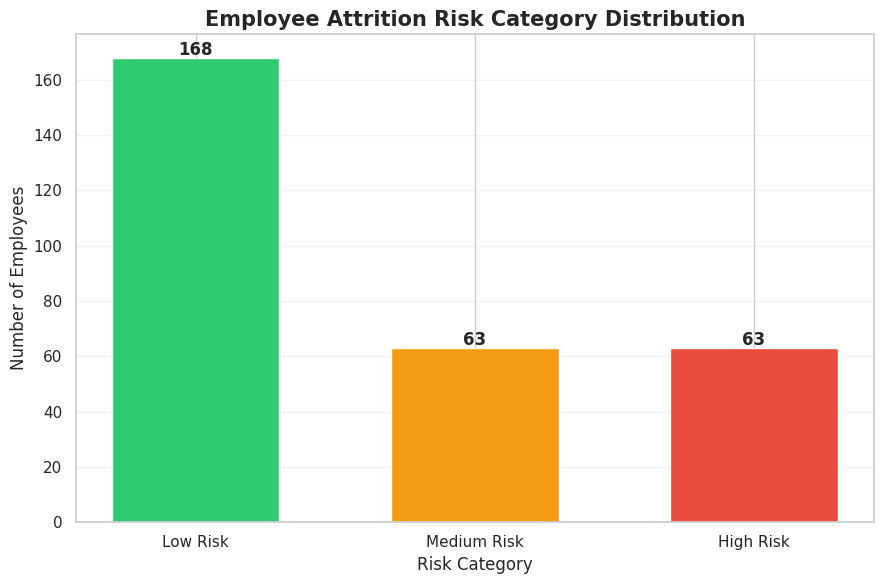 Employee Attrition Risk Category Distribution
168
160
140
120
100
80
63
63
60
40
20
0
Number of Employees
Low Risk
Medium Risk
High Risk
Risk Category